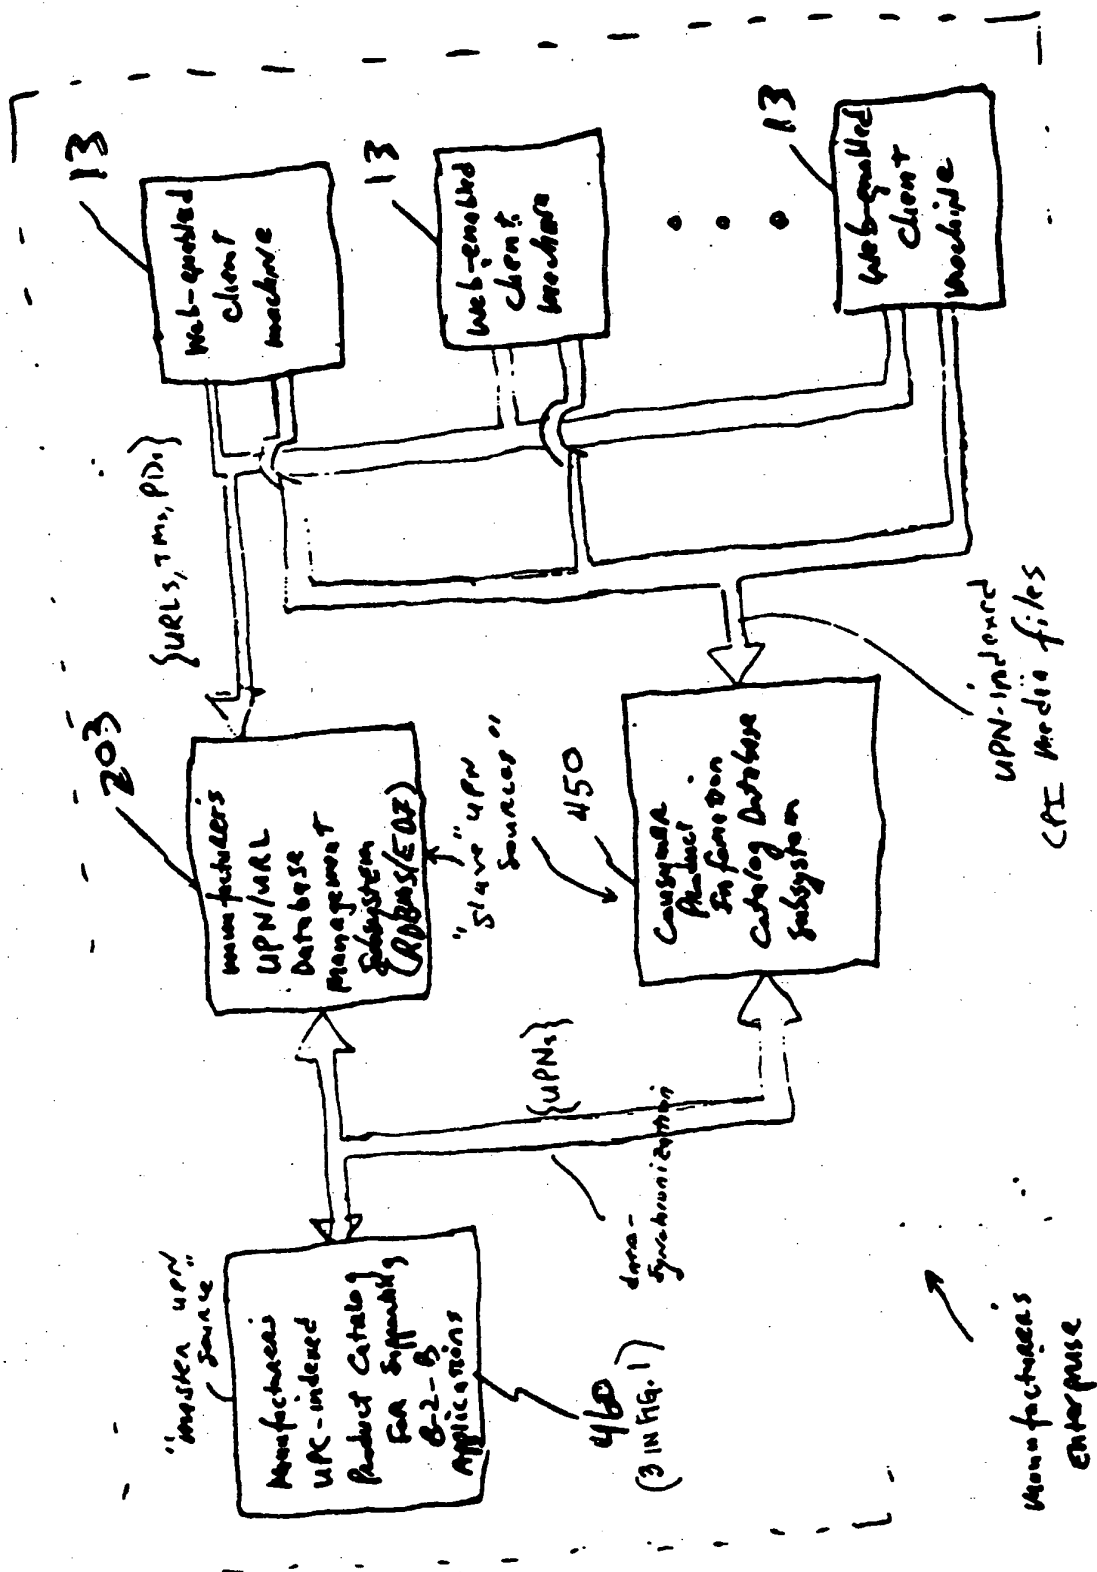 "master UPN"
source
Manufacturers
UPC-indexed
Product Catalog
For Supporting
B-2-B
Applications
460
(3 IN FIG. 1)
203
Manufacturers
UPN/URL
Database
Management
Subsystem
(RDBMS/EDI)
"Slave" UPN
Sources"
450
Consumer
Product
Information
Catalog Database
Subsystem
{UPNs}
data-
Synchronization
{URLs, TMs, PDs}
13
Web-enabled
Client
machine
13
Web-enabled
Client
machine
13
Web-enabled
Client
machine
UPN-indexed
CPI media files
Manufacturers
Enterprise